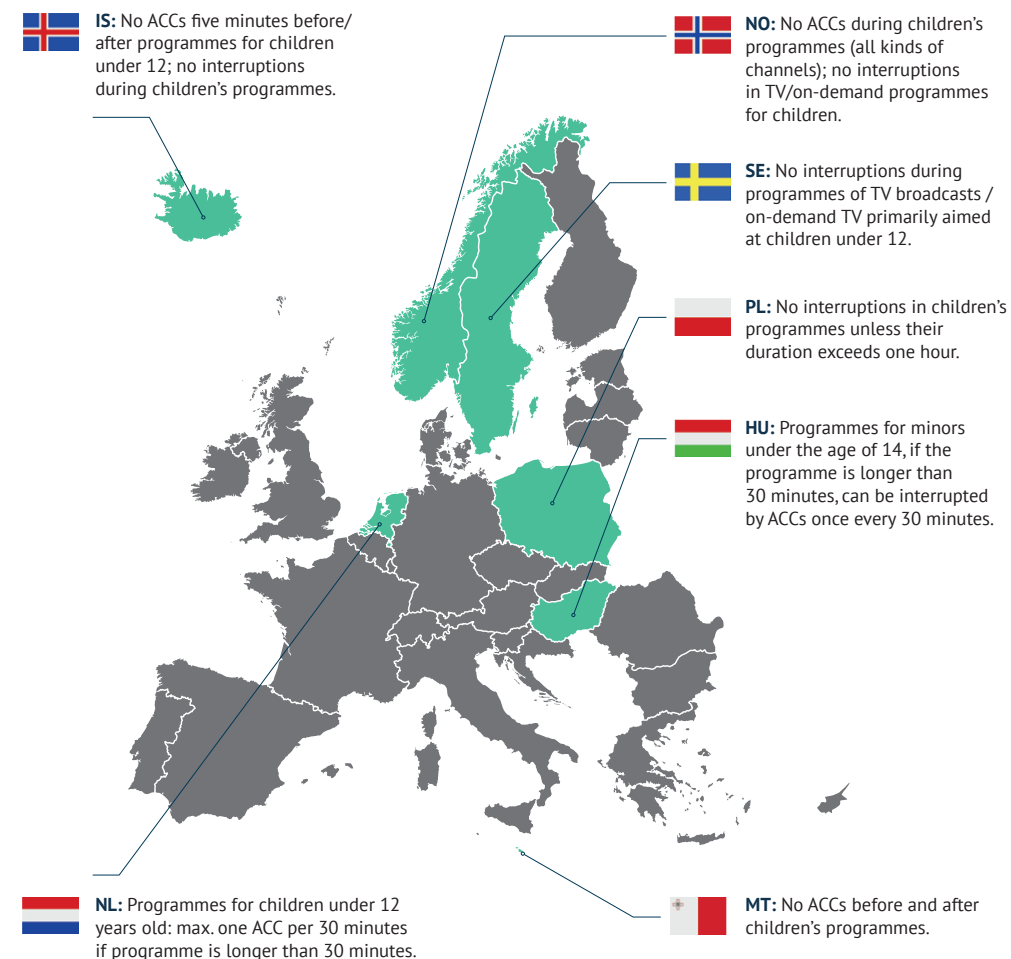 IS: No ACCs five minutes before/
after programmes for children
under 12; no interruptions
during children’s programmes.
NO: No ACCs during children’s
programmes (all kinds of
channels); no interruptions
in TV/on-demand programmes
for children.
SE: No interruptions during
programmes of TV broadcasts /
on-demand TV primarily aimed
at children under 12.
PL: No interruptions in children’s
programmes unless their
duration exceeds one hour.
HU: Programmes for minors
under the age of 14, if the
programme is longer than
30 minutes, can be interrupted
by ACCs once every 30 minutes.
NL: Programmes for children under 12
years old: max. one ACC per 30 minutes
if programme is longer than 30 minutes.
MT: No ACCs before and after
children’s programmes.